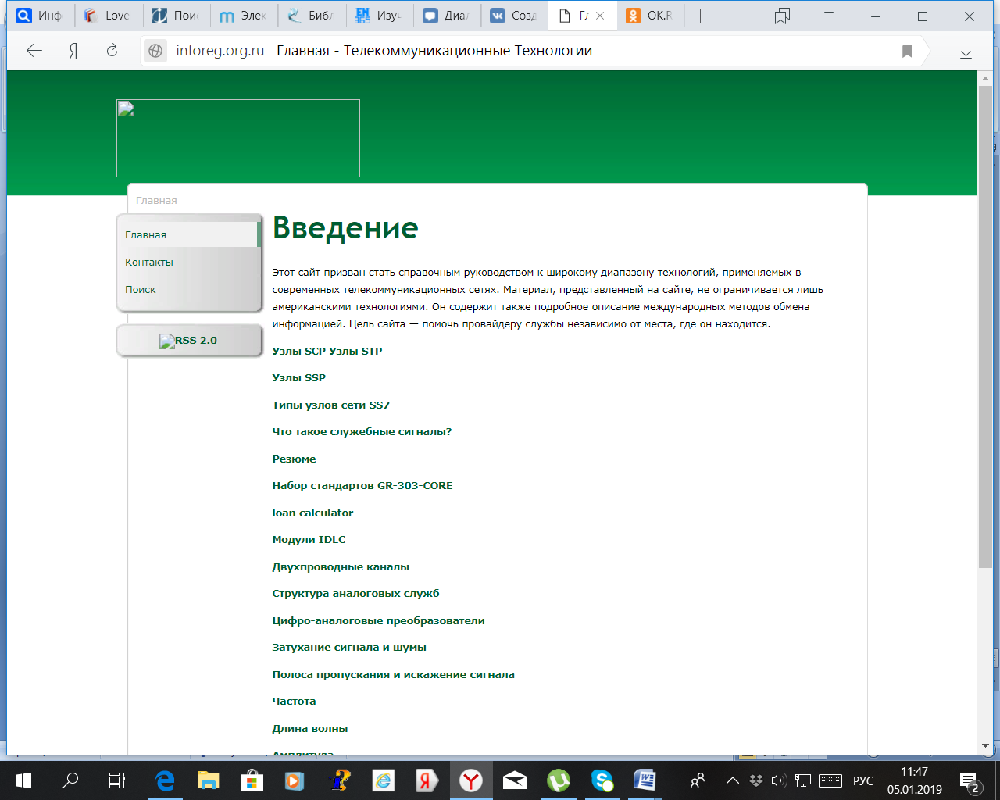 Инф
Love
Пои
Эле
Биб
Изуч
Диа
Созд
Гл
OK.R
inforeg.org.ru Главная - Телекоммуникационные Технологии
Главная
Главная
Контакты
Поиск
RSS 2.0
Введение
Этот сайт призван стать справочным руководством к широкому диапазону технологий, применяемых в
современных телекоммуникационных сетях. Материал, представленный на сайте, не ограничивается лишь
американскими технологиями. Он содержит также подробное описание международных методов обмена
информацией. Цель сайта — помочь провайдеру службы независимо от места, где он находится.
Узлы SCP Узлы STP
Узлы SSP
Типы узлов сети SS7
Что такое служебные сигналы?
Резюме
Набор стандартов GR-303-CORE
loan calculator
Модули IDLC
Двухпроводные каналы
Структура аналоговых служб
Цифро-аналоговые преобразователи
Затухание сигнала и шумы
Полоса пропускания и искажение сигнала
Частота
Длина волны
Амплитуда
РУС
11:47
05.01.2019
2